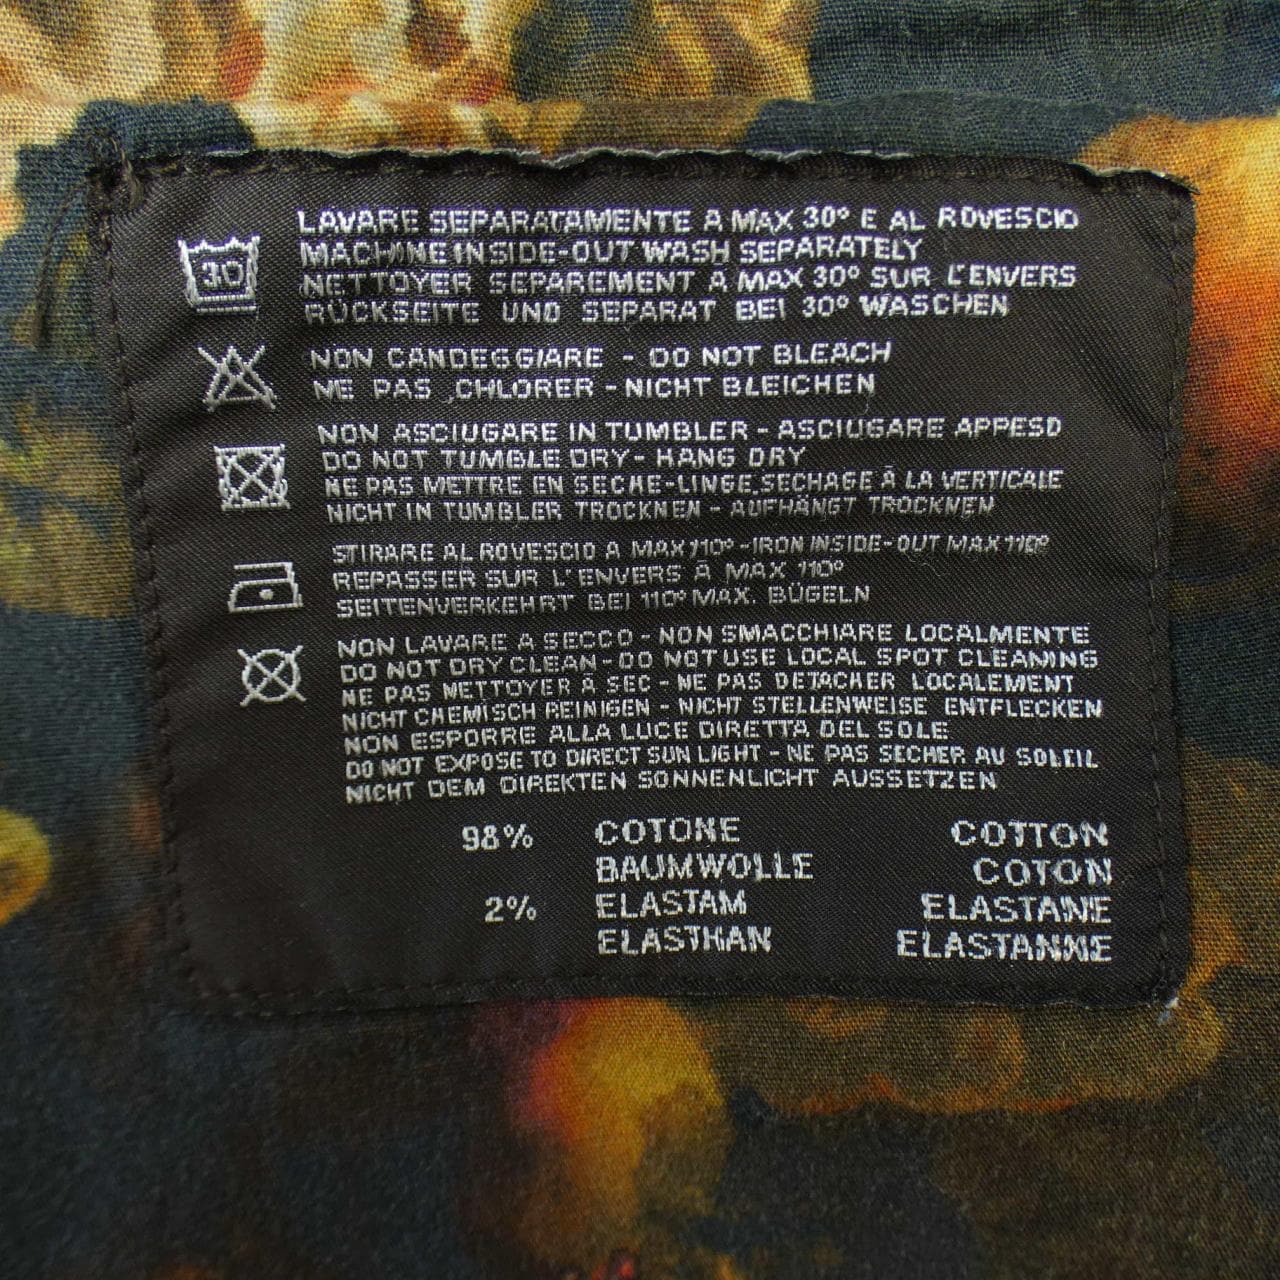 LAVARE SEPARATAMENTE A MAX 30° E AL ROVESCIO
30
MACHINE INSIDE-OUT WASH SEPARATELY
NETTOYER SEPAREMENT A MAX 30° SUR L'ENVERS
RÜCKSEITE UND SEPARAT BEI 30° WASCHEN
NON CANDEGGIARE - DO NOT BLEACH
NE PAS CHLORER - NICHT BLEICHEN
NON ASCIUGARE IN TUMBLER - ASCIUGARE APPESO
DO NOT TUMBLE DRY - HANG DRY
NE PAS METTRE EN SECHE-LINGE.SECHAGE À LA VERTICALE
NICHT IN TUMBLER TROCKNEN - AUFHÄNGT TROCKNEN
STIRARE AL ROVESCIO A MAX 110° - IRON INSIDE-OUT MAX 110°
REPASSER SUR L'ENVERS À MAX 110°
SEITENVERKEHRT BEI 110° MAX. BÜGELN
NON LAVARE A SECCO - NON SMACCHIARE LOCALMENTE
DO NOT DRY CLEAN - DO NOT USE LOCAL SPOT CLEANING
NE PAS NETTOYER À SEC - NE PAS DETACHER LOCALEMENT
NICHT CHEMISCH REINIGEN - NICHT STELLENWEISE ENTFLECKEN
NON ESPORRE ALLA LUCE DIRETTA DEL SOLE
DO NOT EXPOSE TO DIRECT SUN LIGHT - NE PAS SECHER AU SOLEIL
NICHT DEM DIREKTEN SONNENLICHT AUSSETZEN
98% COTONE COTTON
BAUMWOLLE COTON
2% ELASTAM ELASTANE
ELASTHAN ELASTANNE